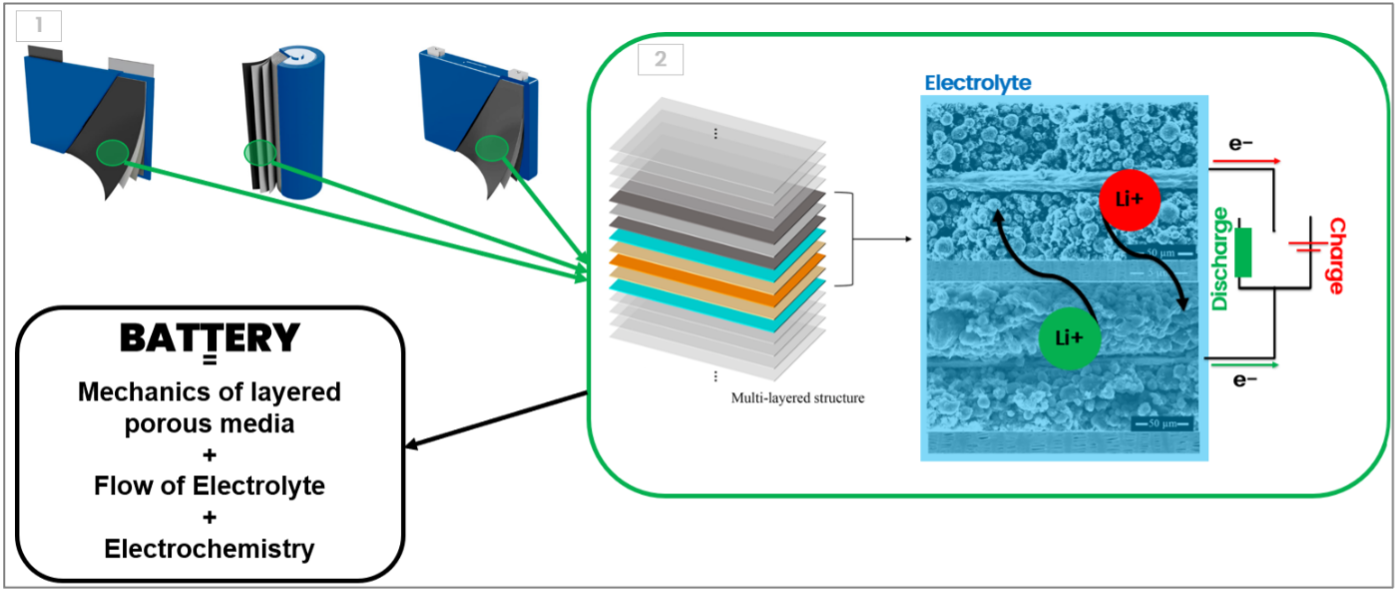 1
2
Electrolyte
Li+
Li+
50 μm
50 μm
e−
Discharge
Charge
e−
⋮
⋮
Multi-layered structure
BATTERY
=
Mechanics of layered
porous media
+
Flow of Electrolyte
+
Electrochemistry